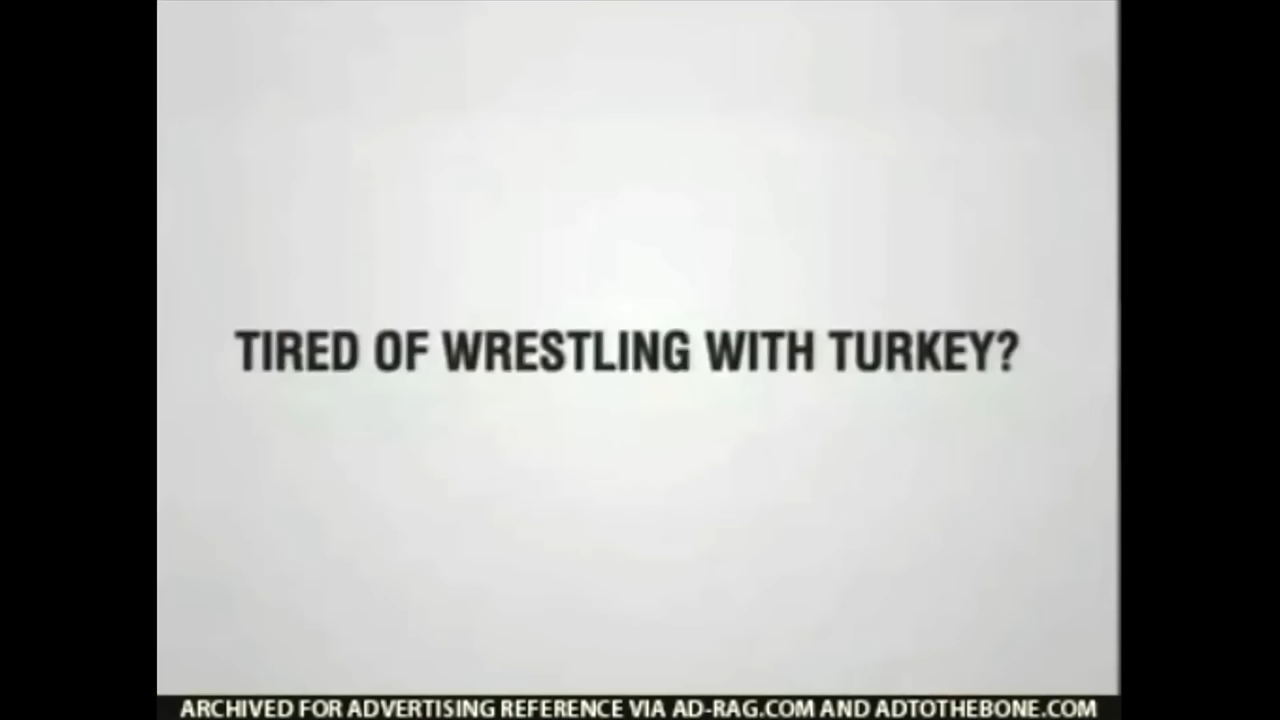 TIRED OF WRESTLING WITH TURKEY?
ARCHIVED FOR ADVERTISING REFERENCE VIA AD-RAG.COM AND ADTOTHEBONE.COM